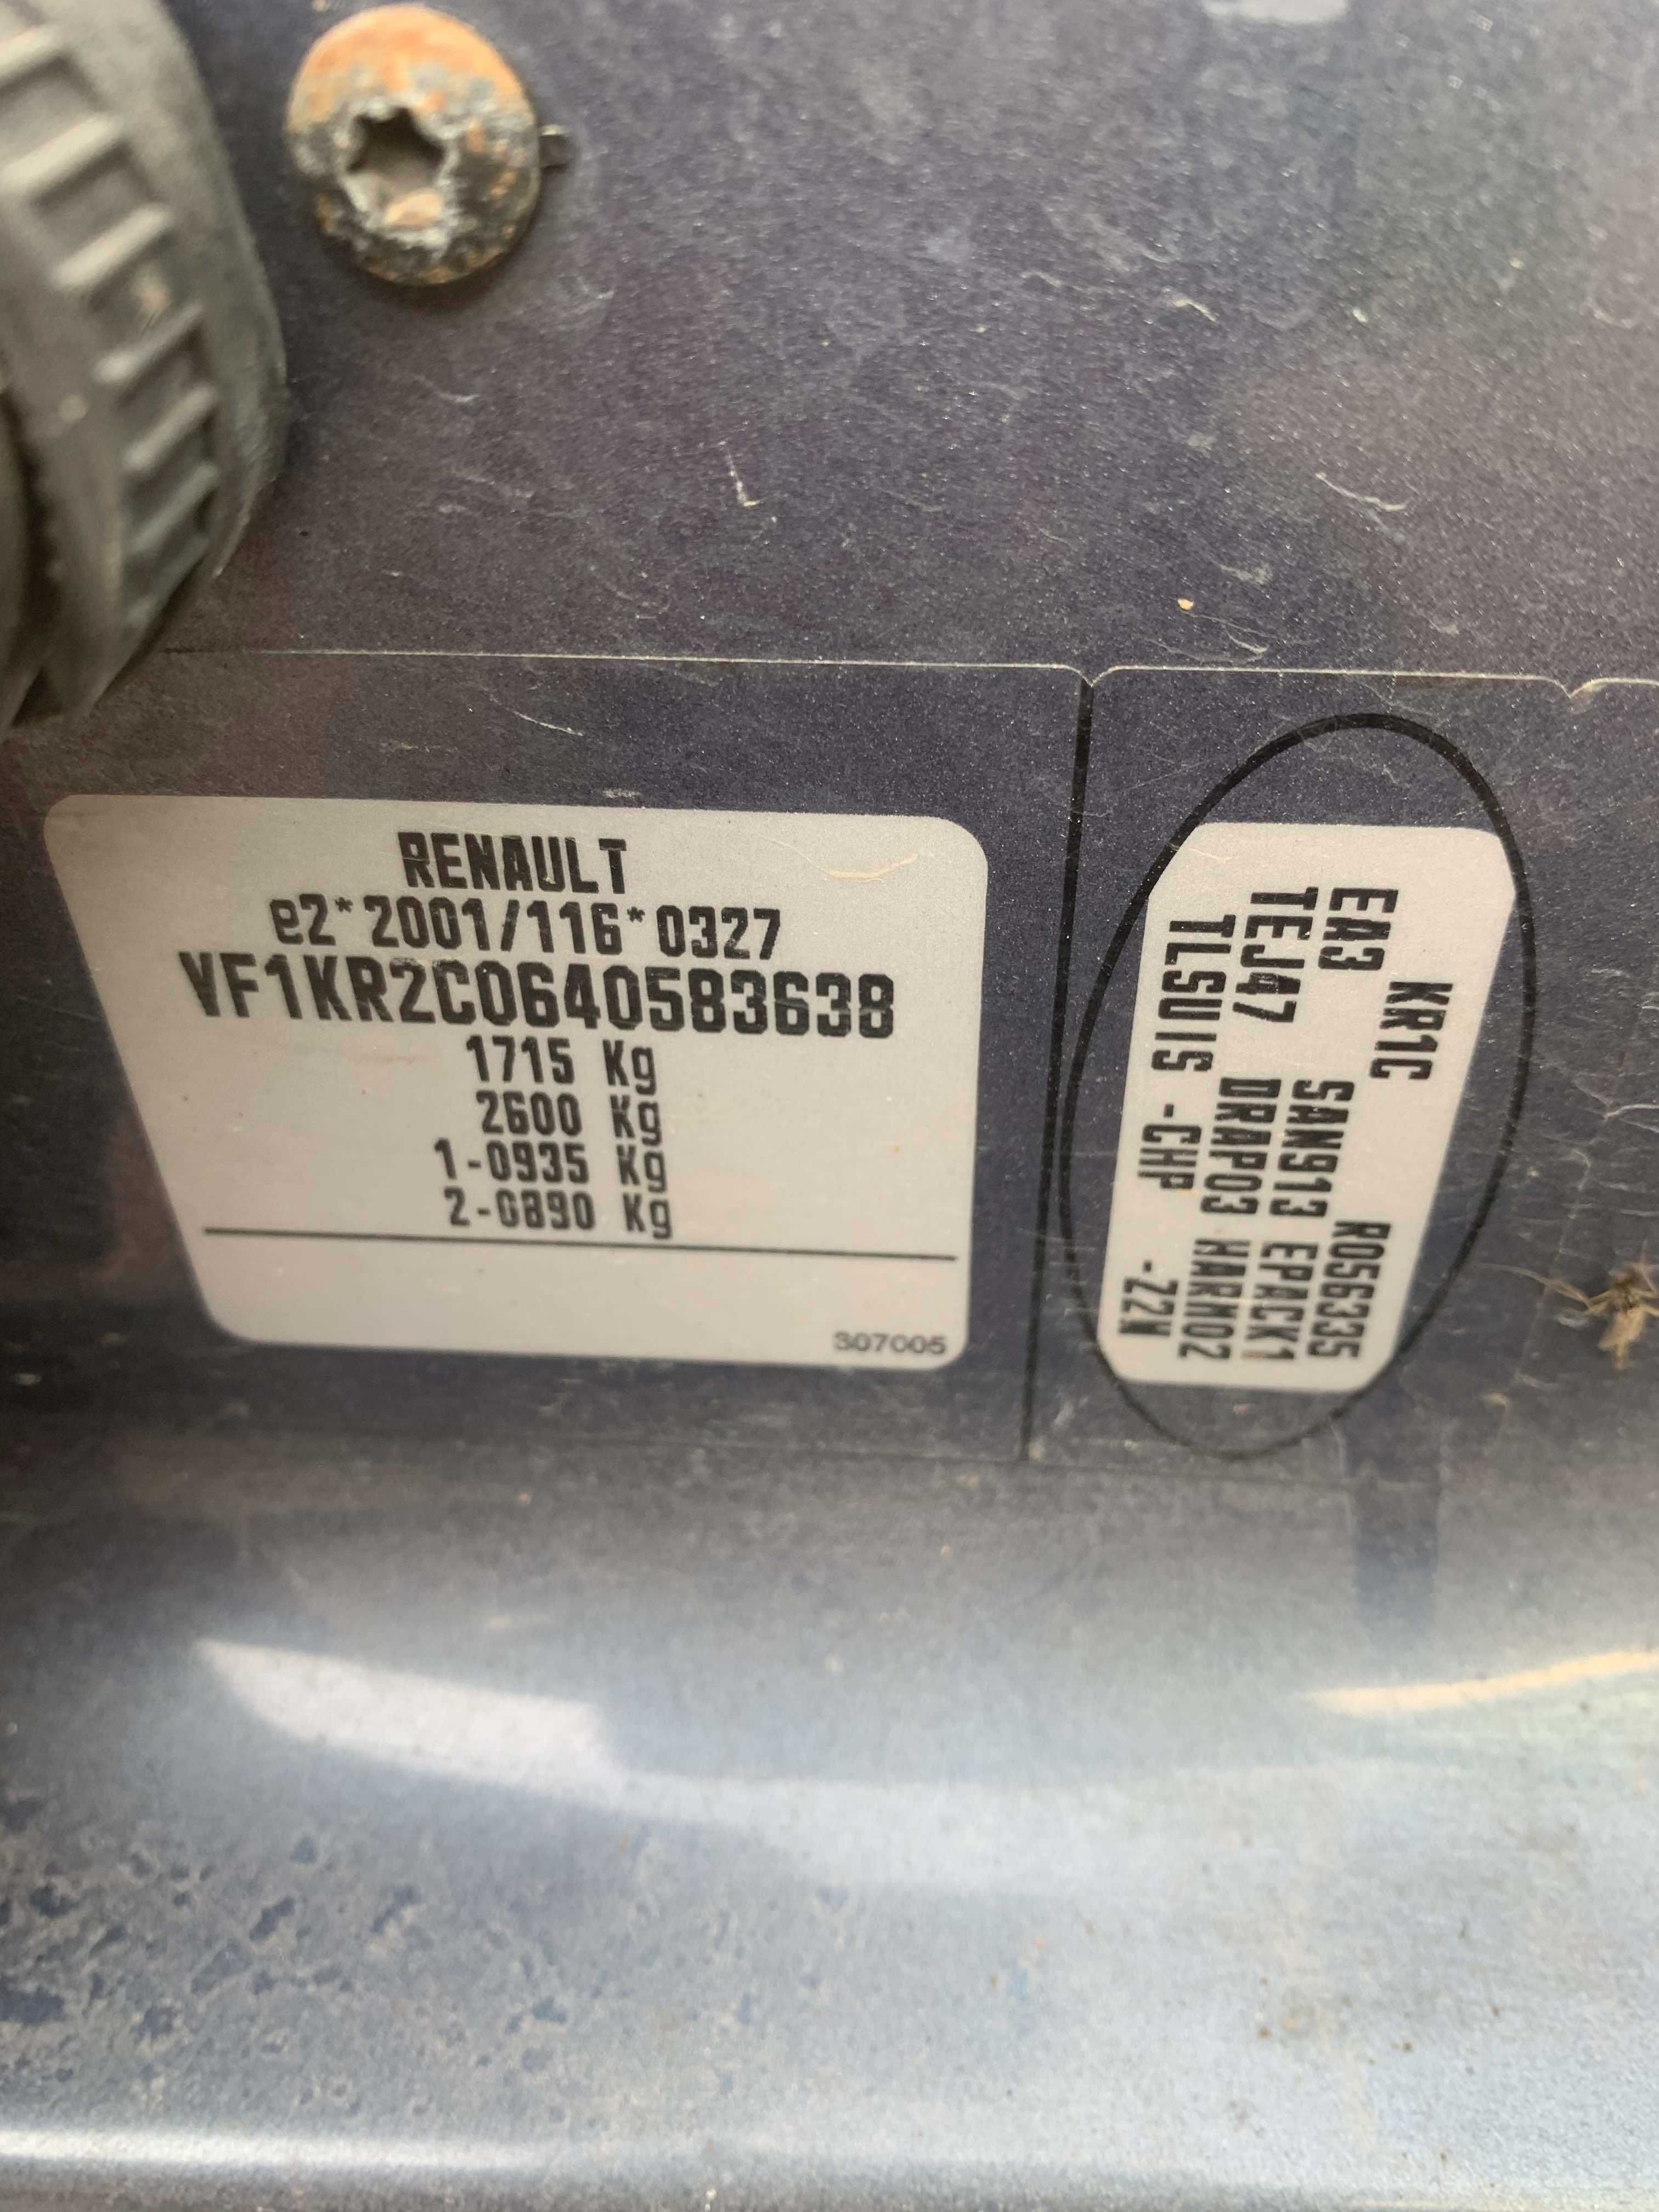 RENAULT
e2*2001/116*0327
VF1KR2C0640583638
1715 Kg
2600 Kg
1-0935 Kg
2-0890 Kg
307005
KR1C R056335
EA3 SAN913 EPACK1
TEJ47 DRAP03 HARM02
TLSUIS -CHP -Z2W